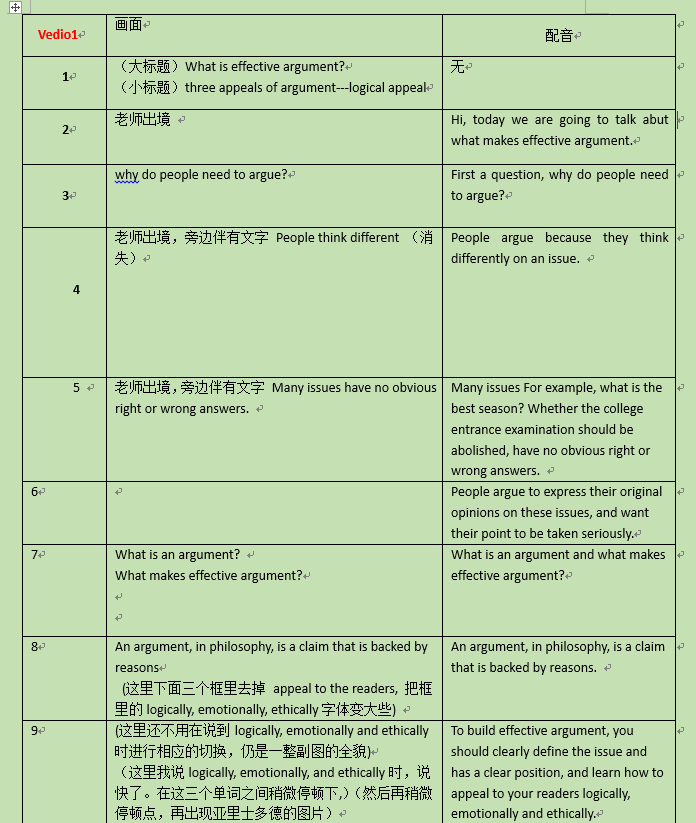 Vedio1
画面
配音
1
（大标题）What is effective argument?
（小标题）three appeals of argument---logical appeal
无
2
老师出境
Hi, today we are going to talk abut
what makes effective argument.
3
why do people need to argue?
First a question, why do people need
to argue?
4
老师出境，旁边伴有文字 People think different （消
失）
People argue because they think
differently on an issue.
5
老师出境，旁边伴有文字 Many issues have no obvious
right or wrong answers.
Many issues For example, what is the
best season? Whether the college
entrance examination should be
abolished, have no obvious right or
wrong answers.
6
People argue to express their original
opinions on these issues, and want
their point to be taken seriously.
7
What is an argument?
What makes effective argument?
What is an argument and what makes
effective argument?
8
An argument, in philosophy, is a claim that is backed by
reasons
(这里下面三个框里去掉 appeal to the readers, 把框
里的 logically, emotionally, ethically 字体变大些)
An argument, in philosophy, is a claim
that is backed by reasons.
9
(这里还不用在说到 logically, emotionally and ethically
时进行相应的切换，仍是一整副图的全貌)
（这里我说 logically, emotionally, and ethically 时，说
快了。在这三个单词之间稍微停顿下,）（然后再稍微
停顿点，再出现亚里士多德的图片）
To build effective argument, you
should clearly define the issue and
has a clear position, and learn how to
appeal to your readers logically,
emotionally and ethically.